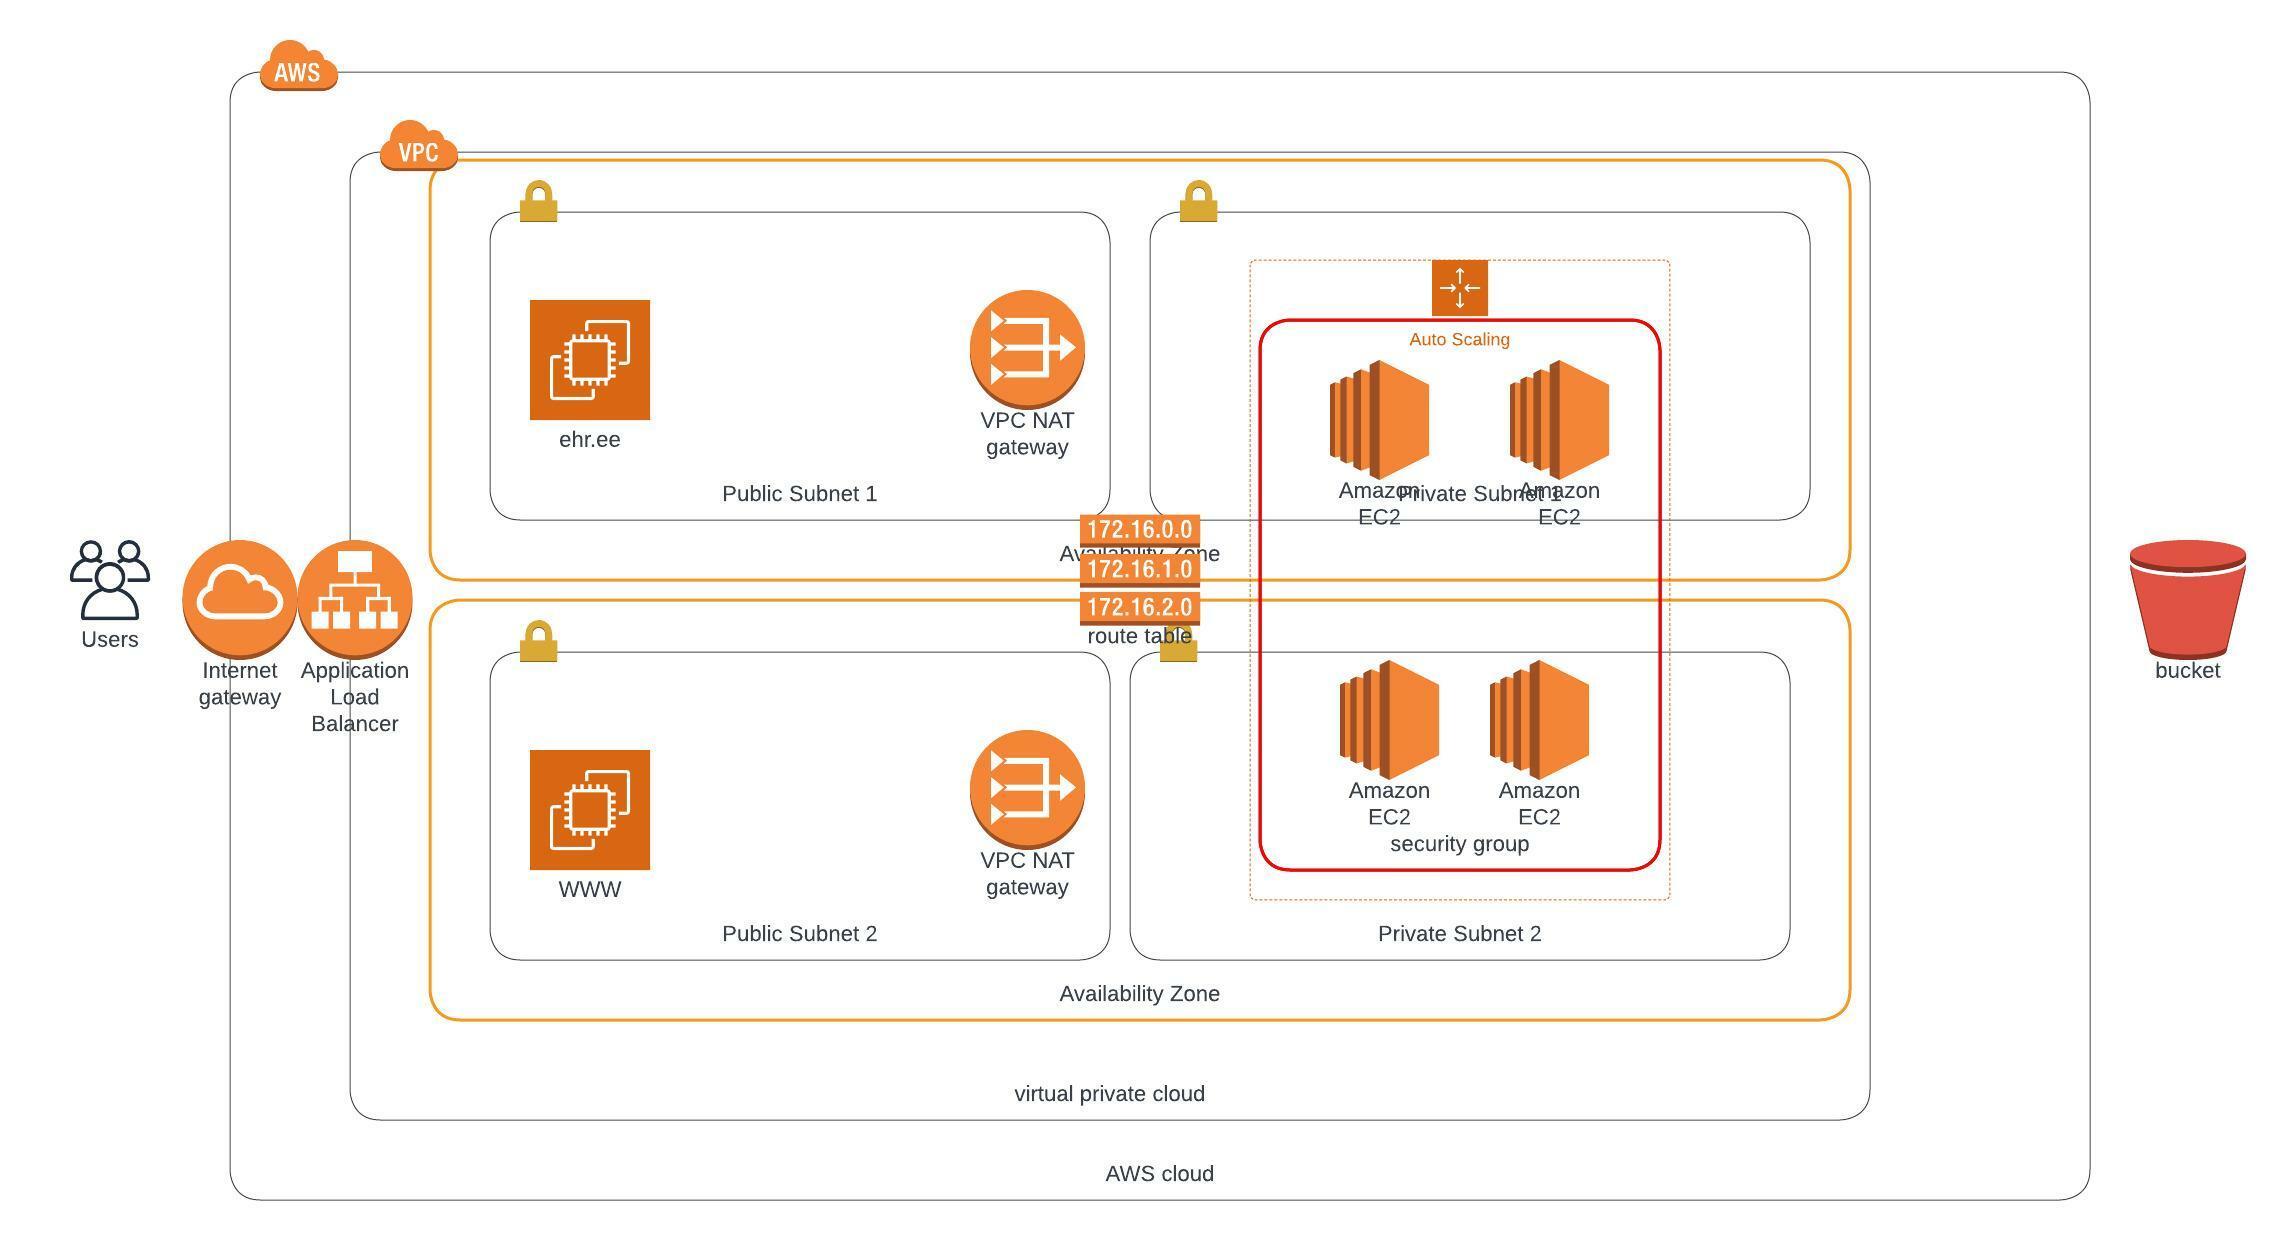 AWS
VPC
ehr.ee
VPC NAT
gateway
Public Subnet 1
Auto Scaling
Amazon
EC2
Amazon
EC2
Private Subnet 1
172.16.0.0
Availability Zone
172.16.1.0
172.16.2.0
route table
Users
Internet
gateway
Application
Load
Balancer
bucket
WWW
VPC NAT
gateway
Public Subnet 2
Amazon
EC2
Amazon
EC2
security group
Private Subnet 2
Availability Zone
virtual private cloud
AWS cloud